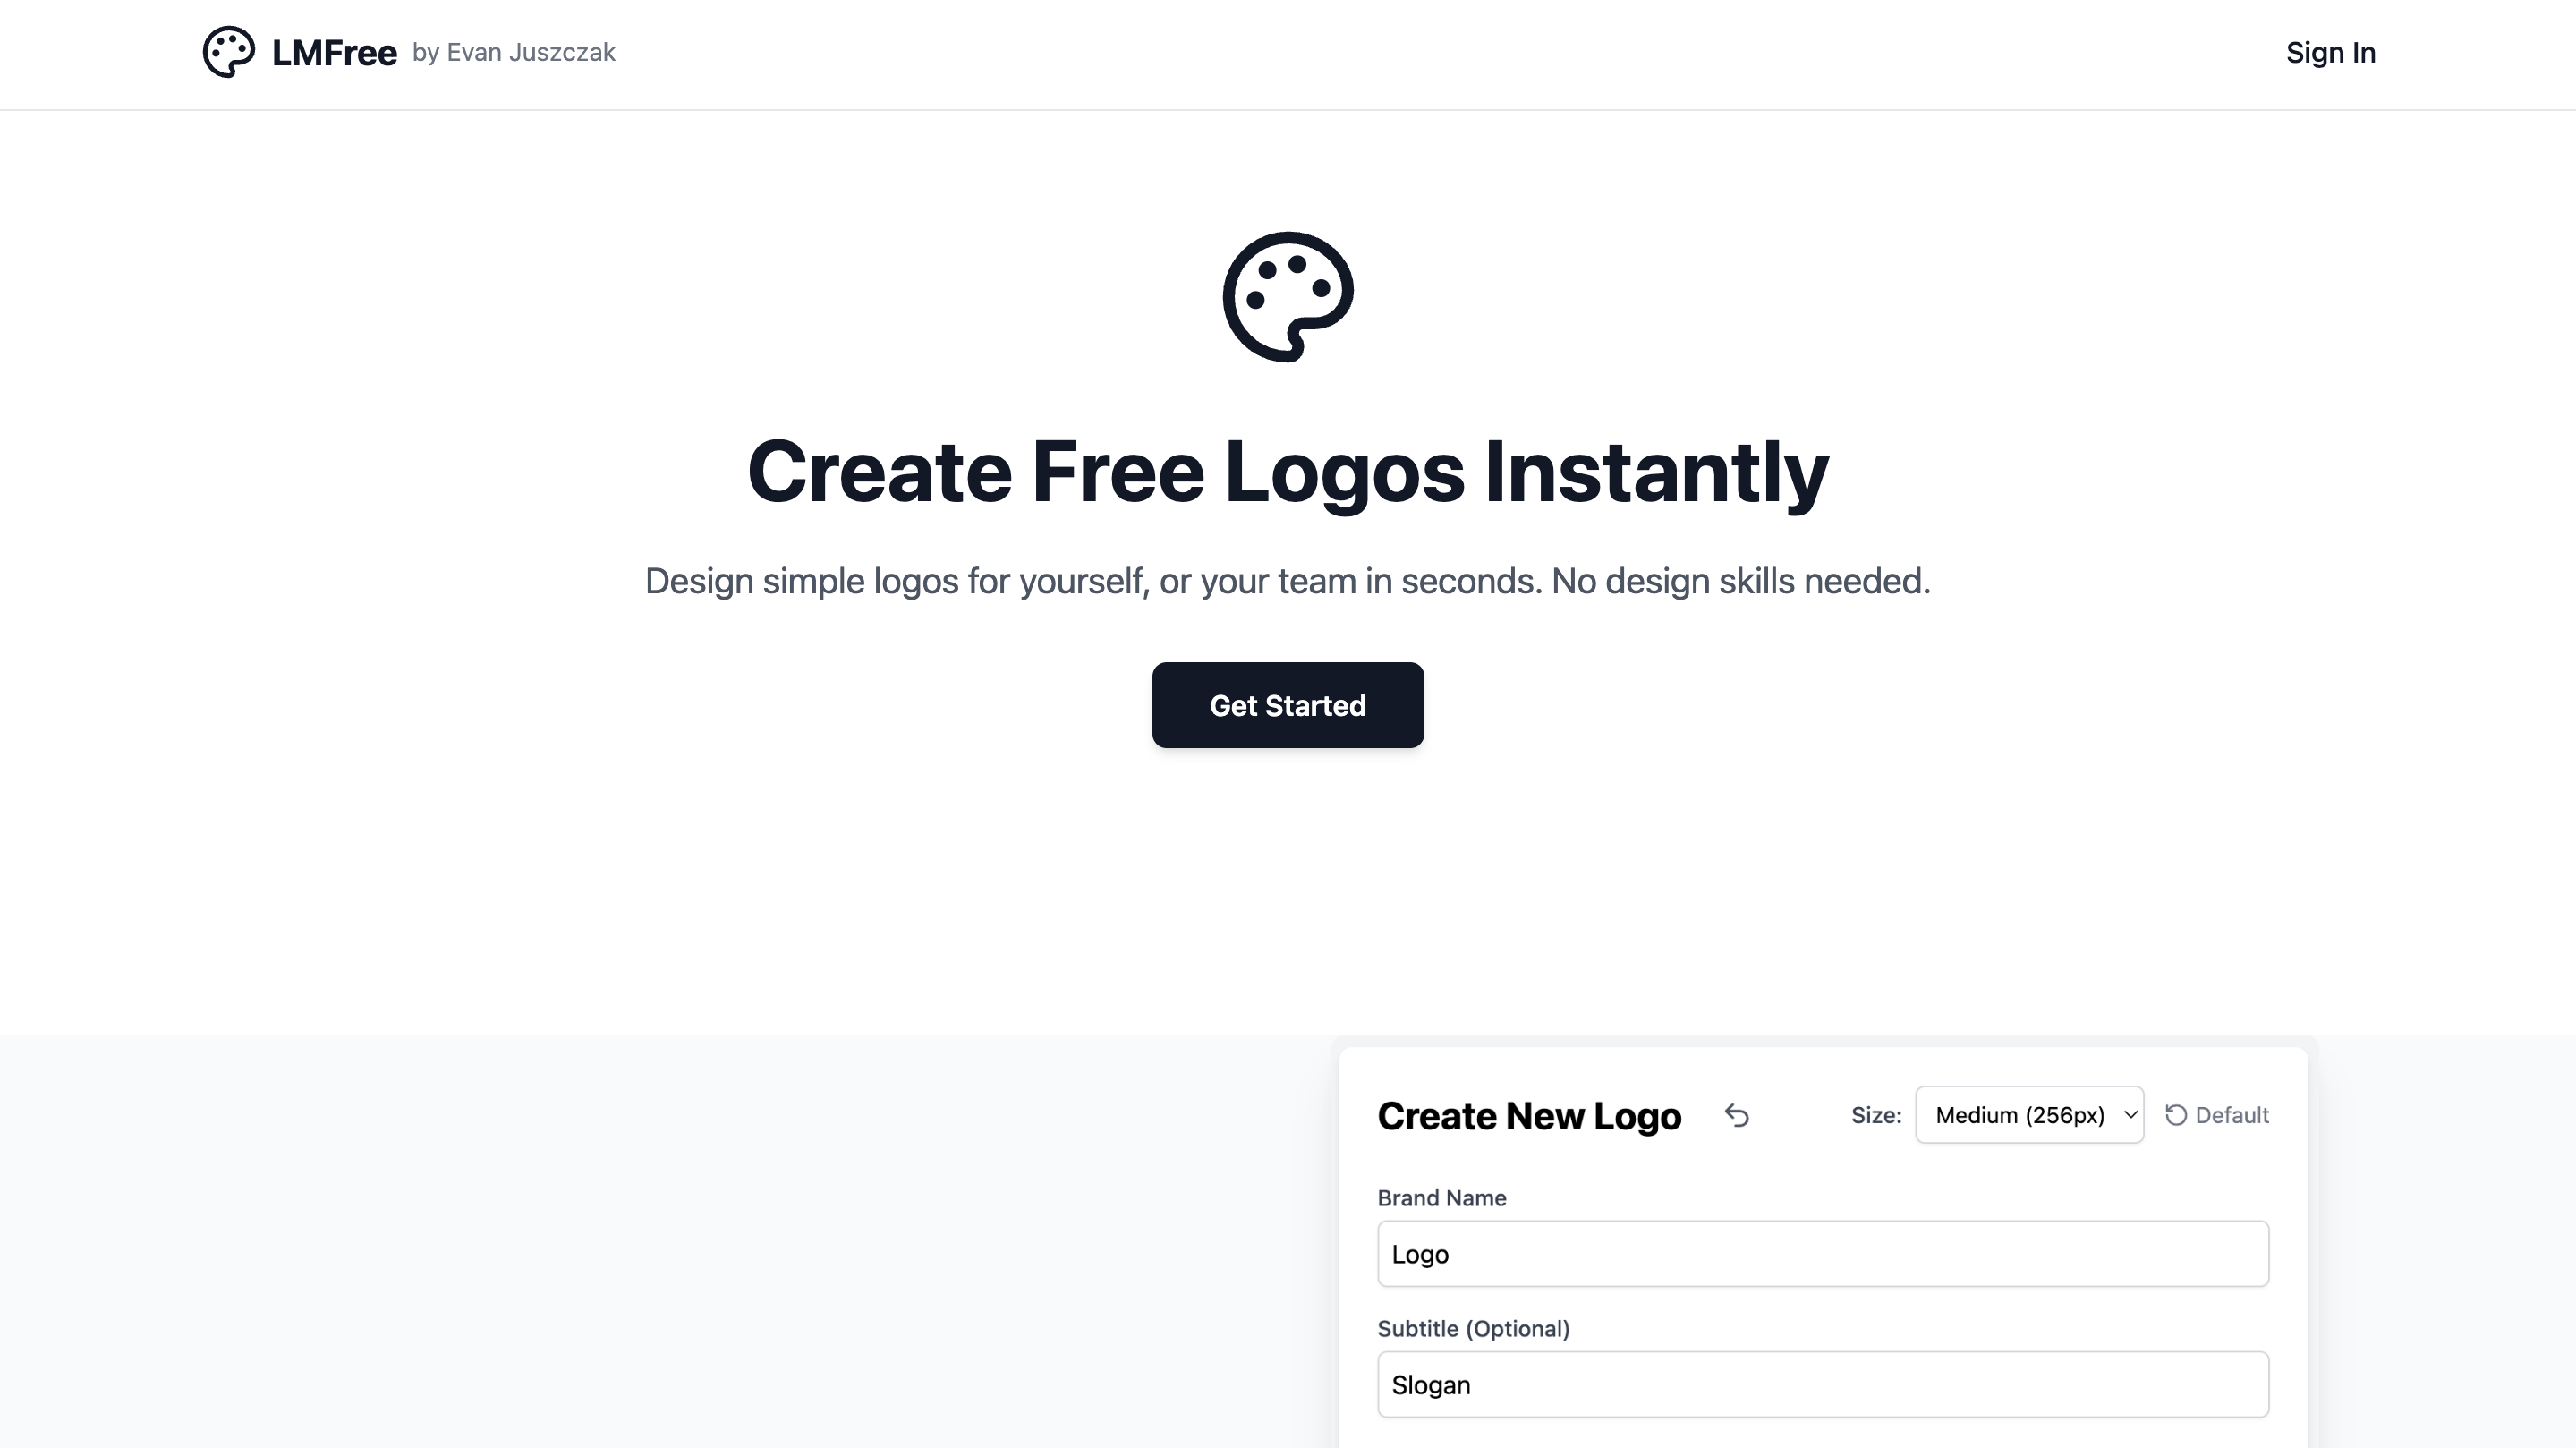 LMFree by Evan Juszczak
Sign In
Create Free Logos Instantly
Design simple logos for yourself, or your team in seconds. No design skills needed.
Get Started
Create New Logo
Size: Medium (256px) Default
Brand Name
Logo
Subtitle (Optional)
Slogan